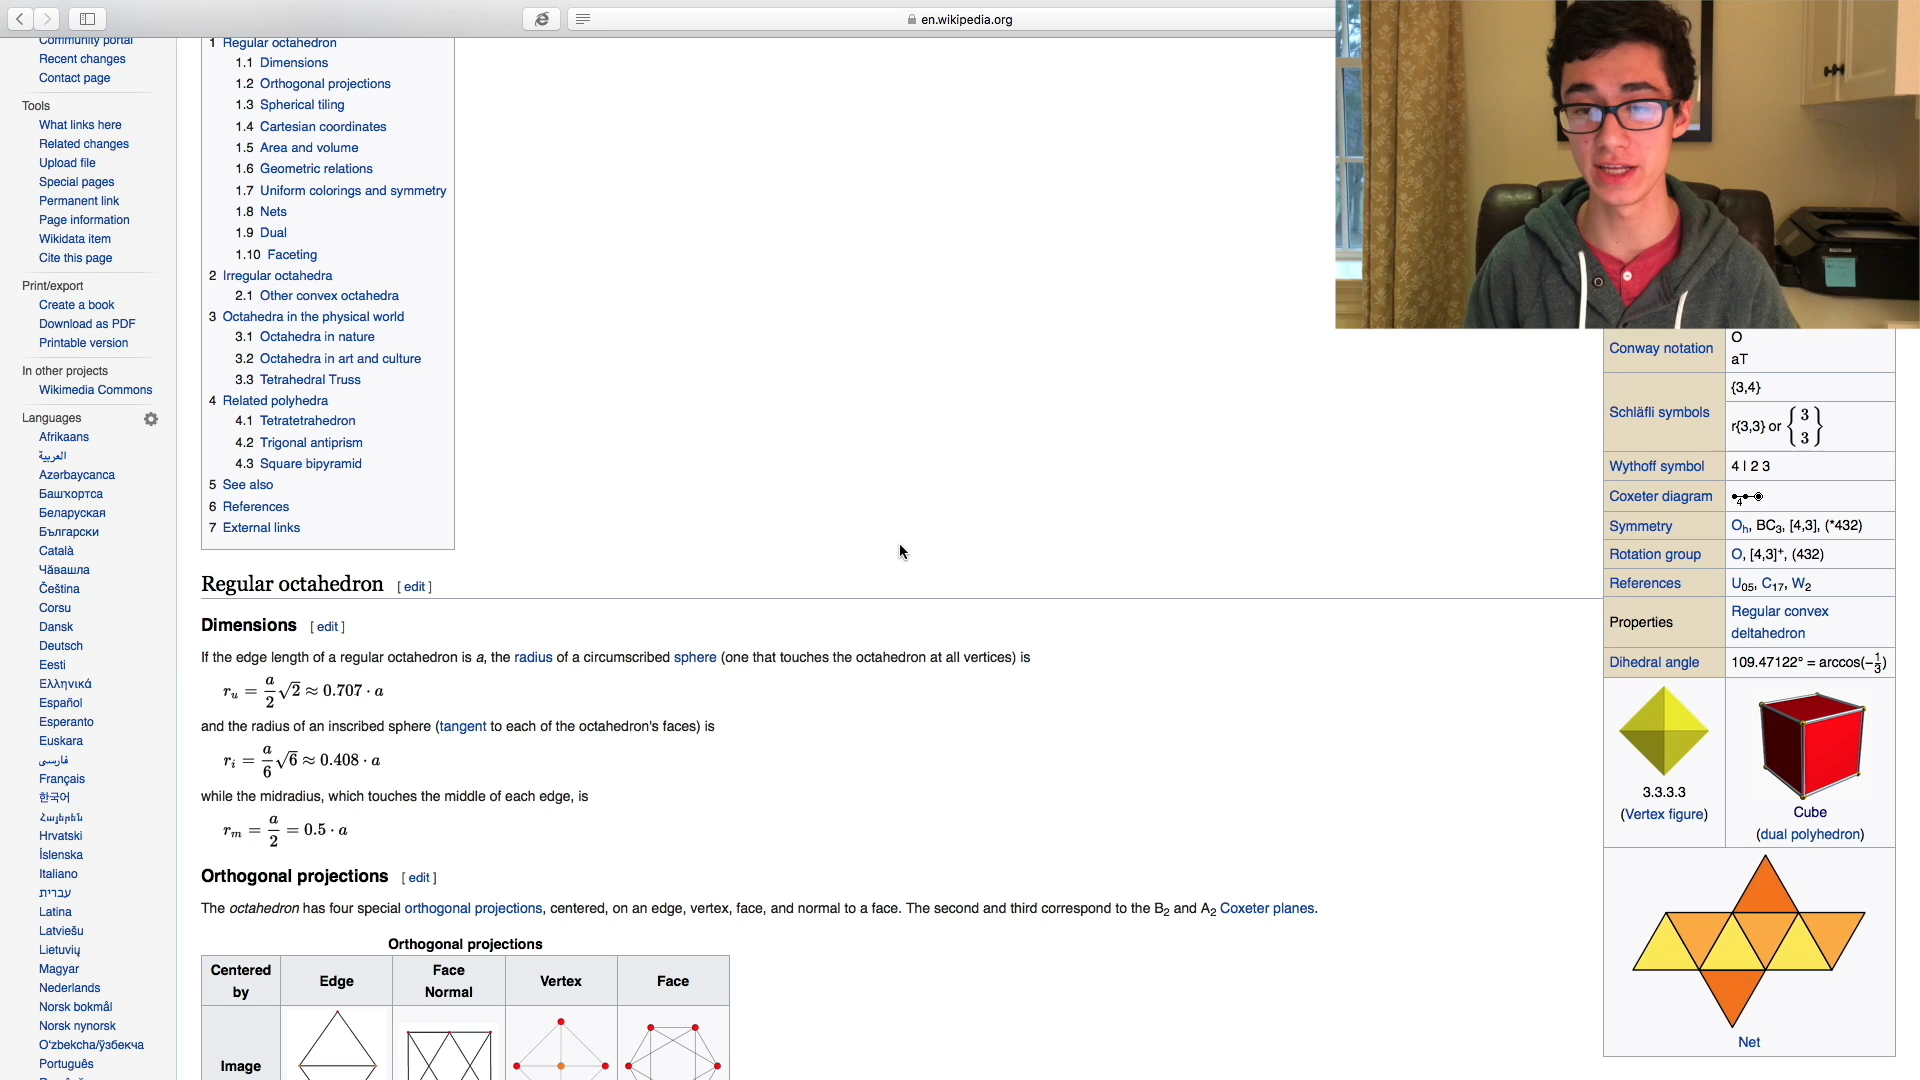 en.wikipedia.org
Community portal
Recent changes
Contact page
Tools
What links here
Related changes
Upload file
Special pages
Permanent link
Page information
Wikidata item
Cite this page
Print/export
Create a book
Download as PDF
Printable version
In other projects
Wikimedia Commons
Languages
Afrikaans
العربية
Azərbaycanca
Башҡортса
Беларуская
Български
Català
Чӑвашла
Čeština
Corsu
Dansk
Deutsch
Eesti
Ελληνικά
Español
Esperanto
Euskara
فارسی
Français
한국어
Հայերեն
Hrvatski
Íslenska
Italiano
עברית
Latina
Latviešu
Lietuvių
Magyar
Nederlands
Norsk bokmål
Norsk nynorsk
Oʻzbekcha/ўзбекча
Português
1 Regular octahedron
1.1 Dimensions
1.2 Orthogonal projections
1.3 Spherical tiling
1.4 Cartesian coordinates
1.5 Area and volume
1.6 Geometric relations
1.7 Uniform colorings and symmetry
1.8 Nets
1.9 Dual
1.10 Faceting
2 Irregular octahedra
2.1 Other convex octahedra
3 Octahedra in the physical world
3.1 Octahedra in nature
3.2 Octahedra in art and culture
3.3 Tetrahedral Truss
4 Related polyhedra
4.1 Tetratetrahedron
4.2 Trigonal antiprism
4.3 Square bipyramid
5 See also
6 References
7 External links
Regular octahedron [ edit ]
Dimensions [ edit ]
If the edge length of a regular octahedron is a, the radius of a circumscribed sphere (one that touches the octahedron at all vertices) is
r_u = a/2 √2 ≈ 0.707 · a
and the radius of an inscribed sphere (tangent to each of the octahedron's faces) is
r_i = a/6 √6 ≈ 0.408 · a
while the midradius, which touches the middle of each edge, is
r_m = a/2 = 0.5 · a
Orthogonal projections [ edit ]
The octahedron has four special orthogonal projections, centered, on an edge, vertex, face, and normal to a face. The second and third correspond to the B₂ and A₂ Coxeter planes.
Orthogonal projections
Centered by Edge Face Normal Vertex Face
Image
Conway notation O
aT
Schläfli symbols {3,4}
r{3,3} or {3 3}
Wythoff symbol 4 | 2 3
Coxeter diagram 4
Symmetry Oₕ, BC₃, [4,3], (*432)
Rotation group O, [4,3]⁺, (432)
References U₀₅, C₁₇, W₂
Properties Regular convex
deltahedron
Dihedral angle 109.47122° = arccos(−1/3)
3.3.3.3
(Vertex figure)
Cube
(dual polyhedron)
Net